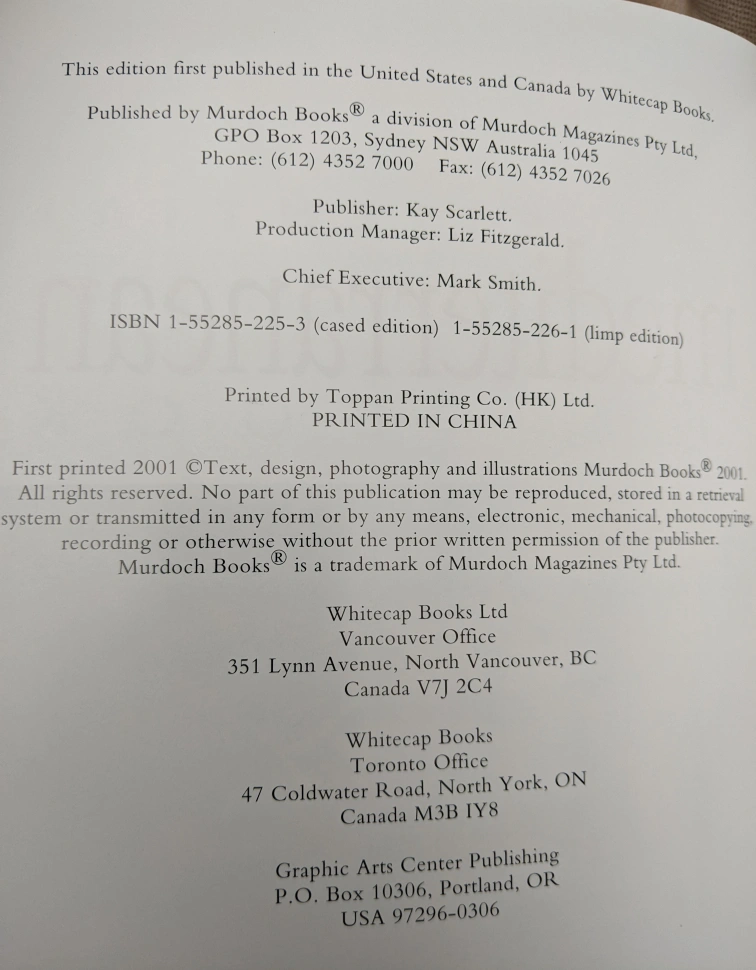 This edition first published in the United States and Canada by Whitecap Books.
Published by Murdoch Books® a division of Murdoch Magazines Pty Ltd,
GPO Box 1203, Sydney NSW Australia 1045
Phone: (612) 4352 7000 Fax: (612) 4352 7026
Publisher: Kay Scarlett.
Production Manager: Liz Fitzgerald.
Chief Executive: Mark Smith.
ISBN 1-55285-225-3 (cased edition) 1-55285-226-1 (limp edition)
Printed by Toppan Printing Co. (HK) Ltd.
PRINTED IN CHINA
First printed 2001 ©Text, design, photography and illustrations Murdoch Books® 2001.
All rights reserved. No part of this publication may be reproduced, stored in a retrieval
system or transmitted in any form or by any means, electronic, mechanical, photocopying,
recording or otherwise without the prior written permission of the publisher.
Murdoch Books® is a trademark of Murdoch Magazines Pty Ltd.
Whitecap Books Ltd
Vancouver Office
351 Lynn Avenue, North Vancouver, BC
Canada V7J 2C4
Whitecap Books
Toronto Office
47 Coldwater Road, North York, ON
Canada M3B IY8
Graphic Arts Center Publishing
P.O. Box 10306, Portland, OR
USA 97296-0306